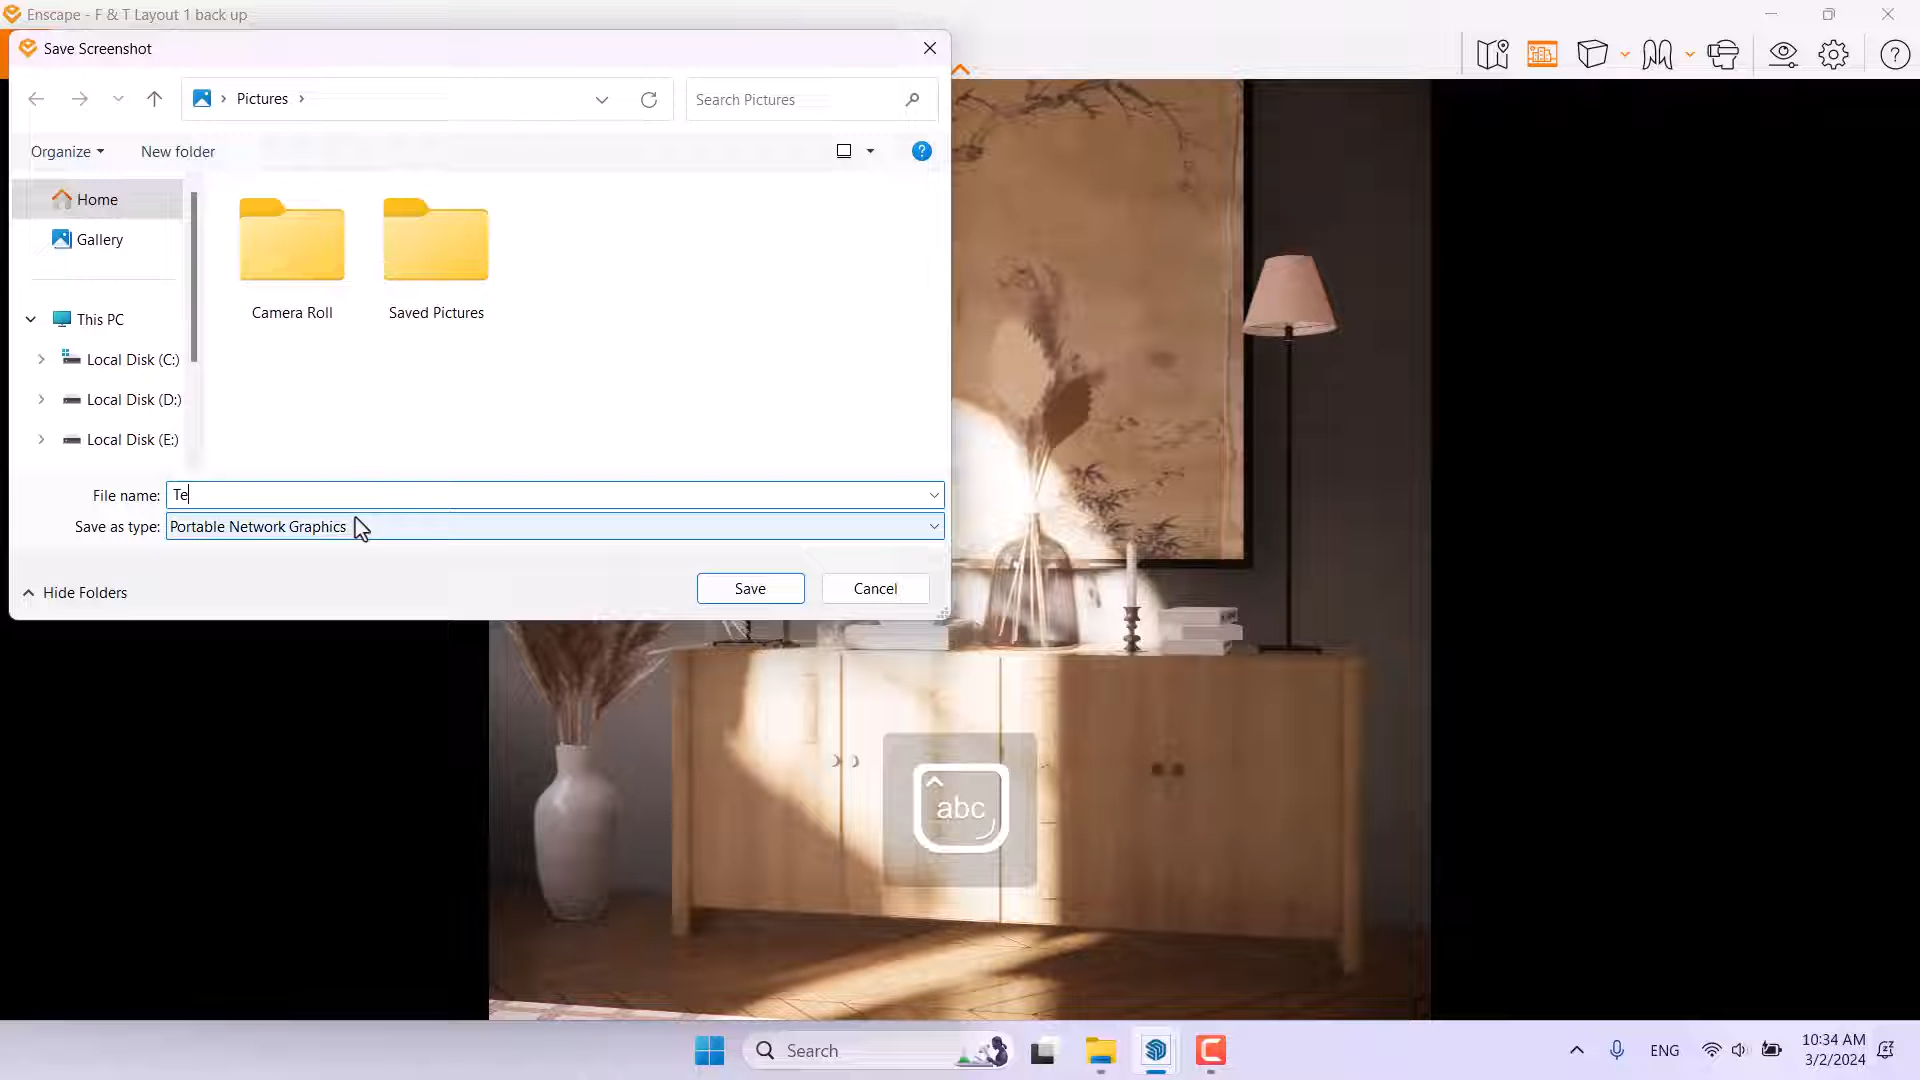 Enscape - F & T Layout 1 back up
Save Screenshot
Pictures
Search Pictures
Organize
New folder
Home
Gallery
This PC
Local Disk (C:)
Local Disk (D:)
Local Disk (E:)
Camera Roll
Saved Pictures
File name: Te
Save as type: Portable Network Graphics
Hide Folders
Save
Cancel
abc
Search
ENG
10:34 AM
3/2/2024